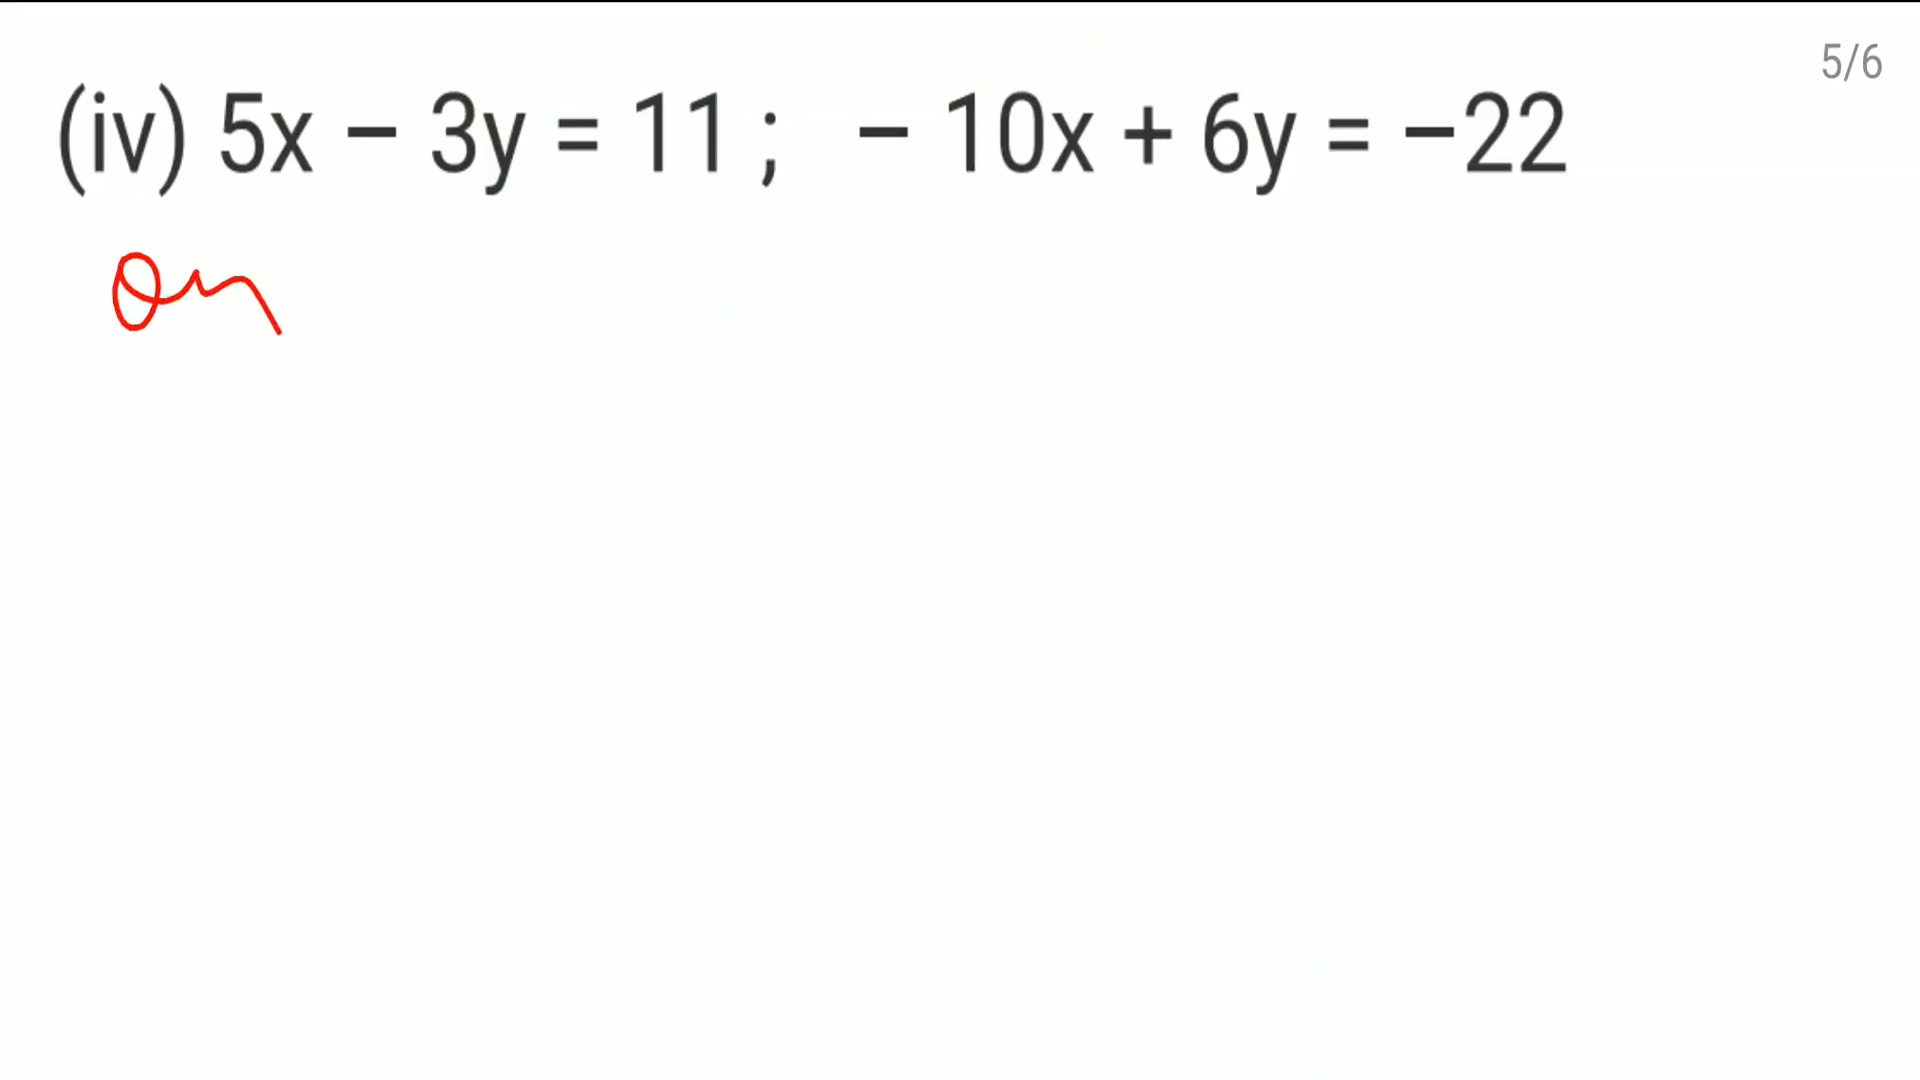 5/6
(iv) 5x − 3y = 11 ; − 10x + 6y = −22